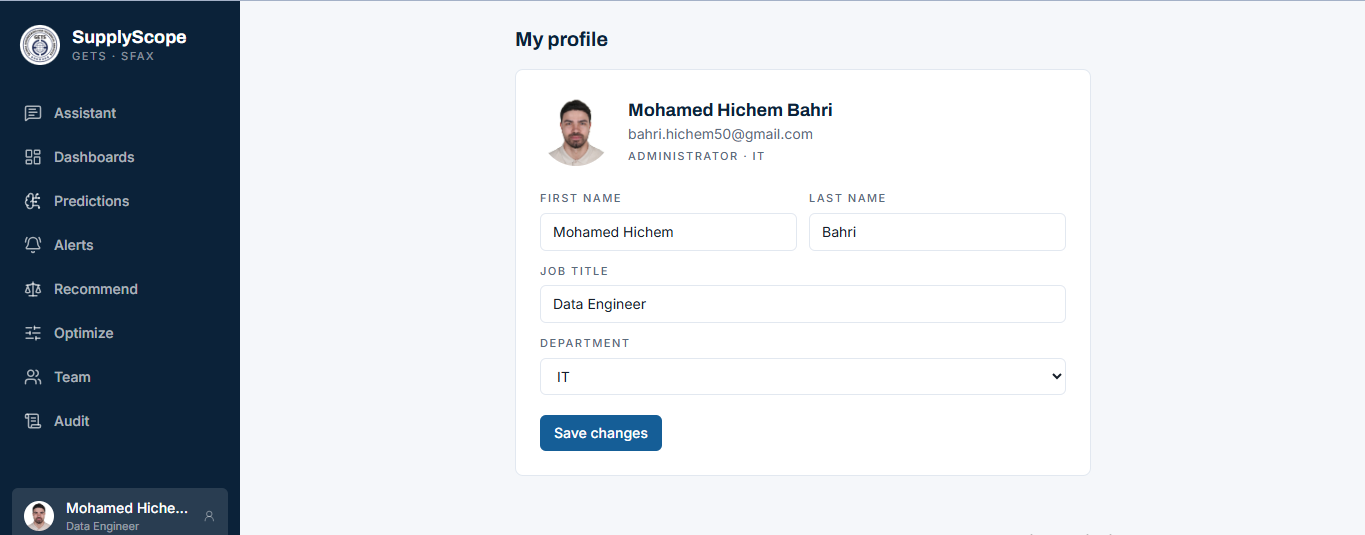 SupplyScope
GETS · SFAX
Assistant
Dashboards
Predictions
Alerts
Recommend
Optimize
Team
Audit
Mohamed Hiche...
Data Engineer
My profile
Mohamed Hichem Bahri
bahri.hichem50@gmail.com
ADMINISTRATOR · IT
FIRST NAME
LAST NAME
Mohamed Hichem
Bahri
JOB TITLE
Data Engineer
DEPARTMENT
IT
Save changes